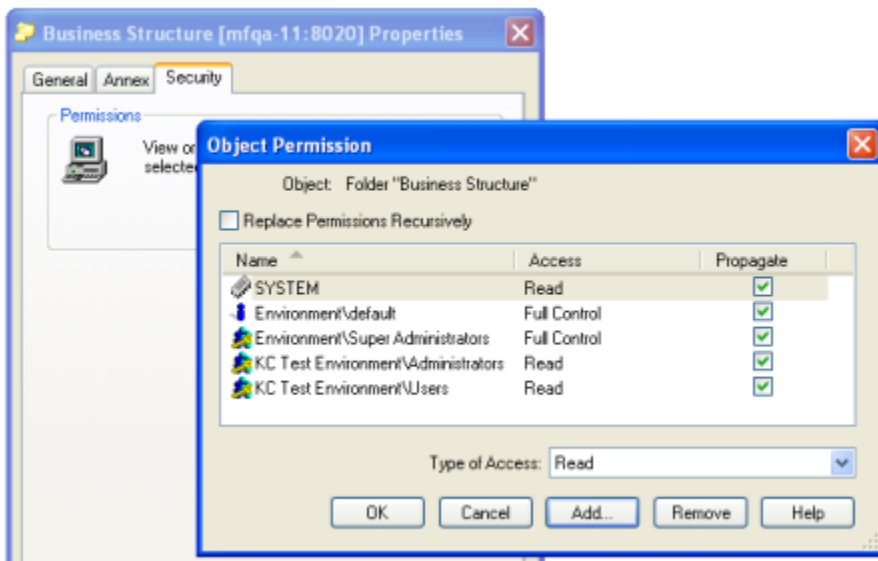 Business Structure [mfqa-11:8020] Properties
General Annex Security
Permissions
View or
selected
Object Permission
Object: Folder "Business Structure"
Replace Permissions Recursively
Name Access Propagate
SYSTEM Read
Environment\default Full Control
Environment\Super Administrators Full Control
KC Test Environment\Administrators Read
KC Test Environment\Users Read
Type of Access: Read
OK Cancel Add... Remove Help